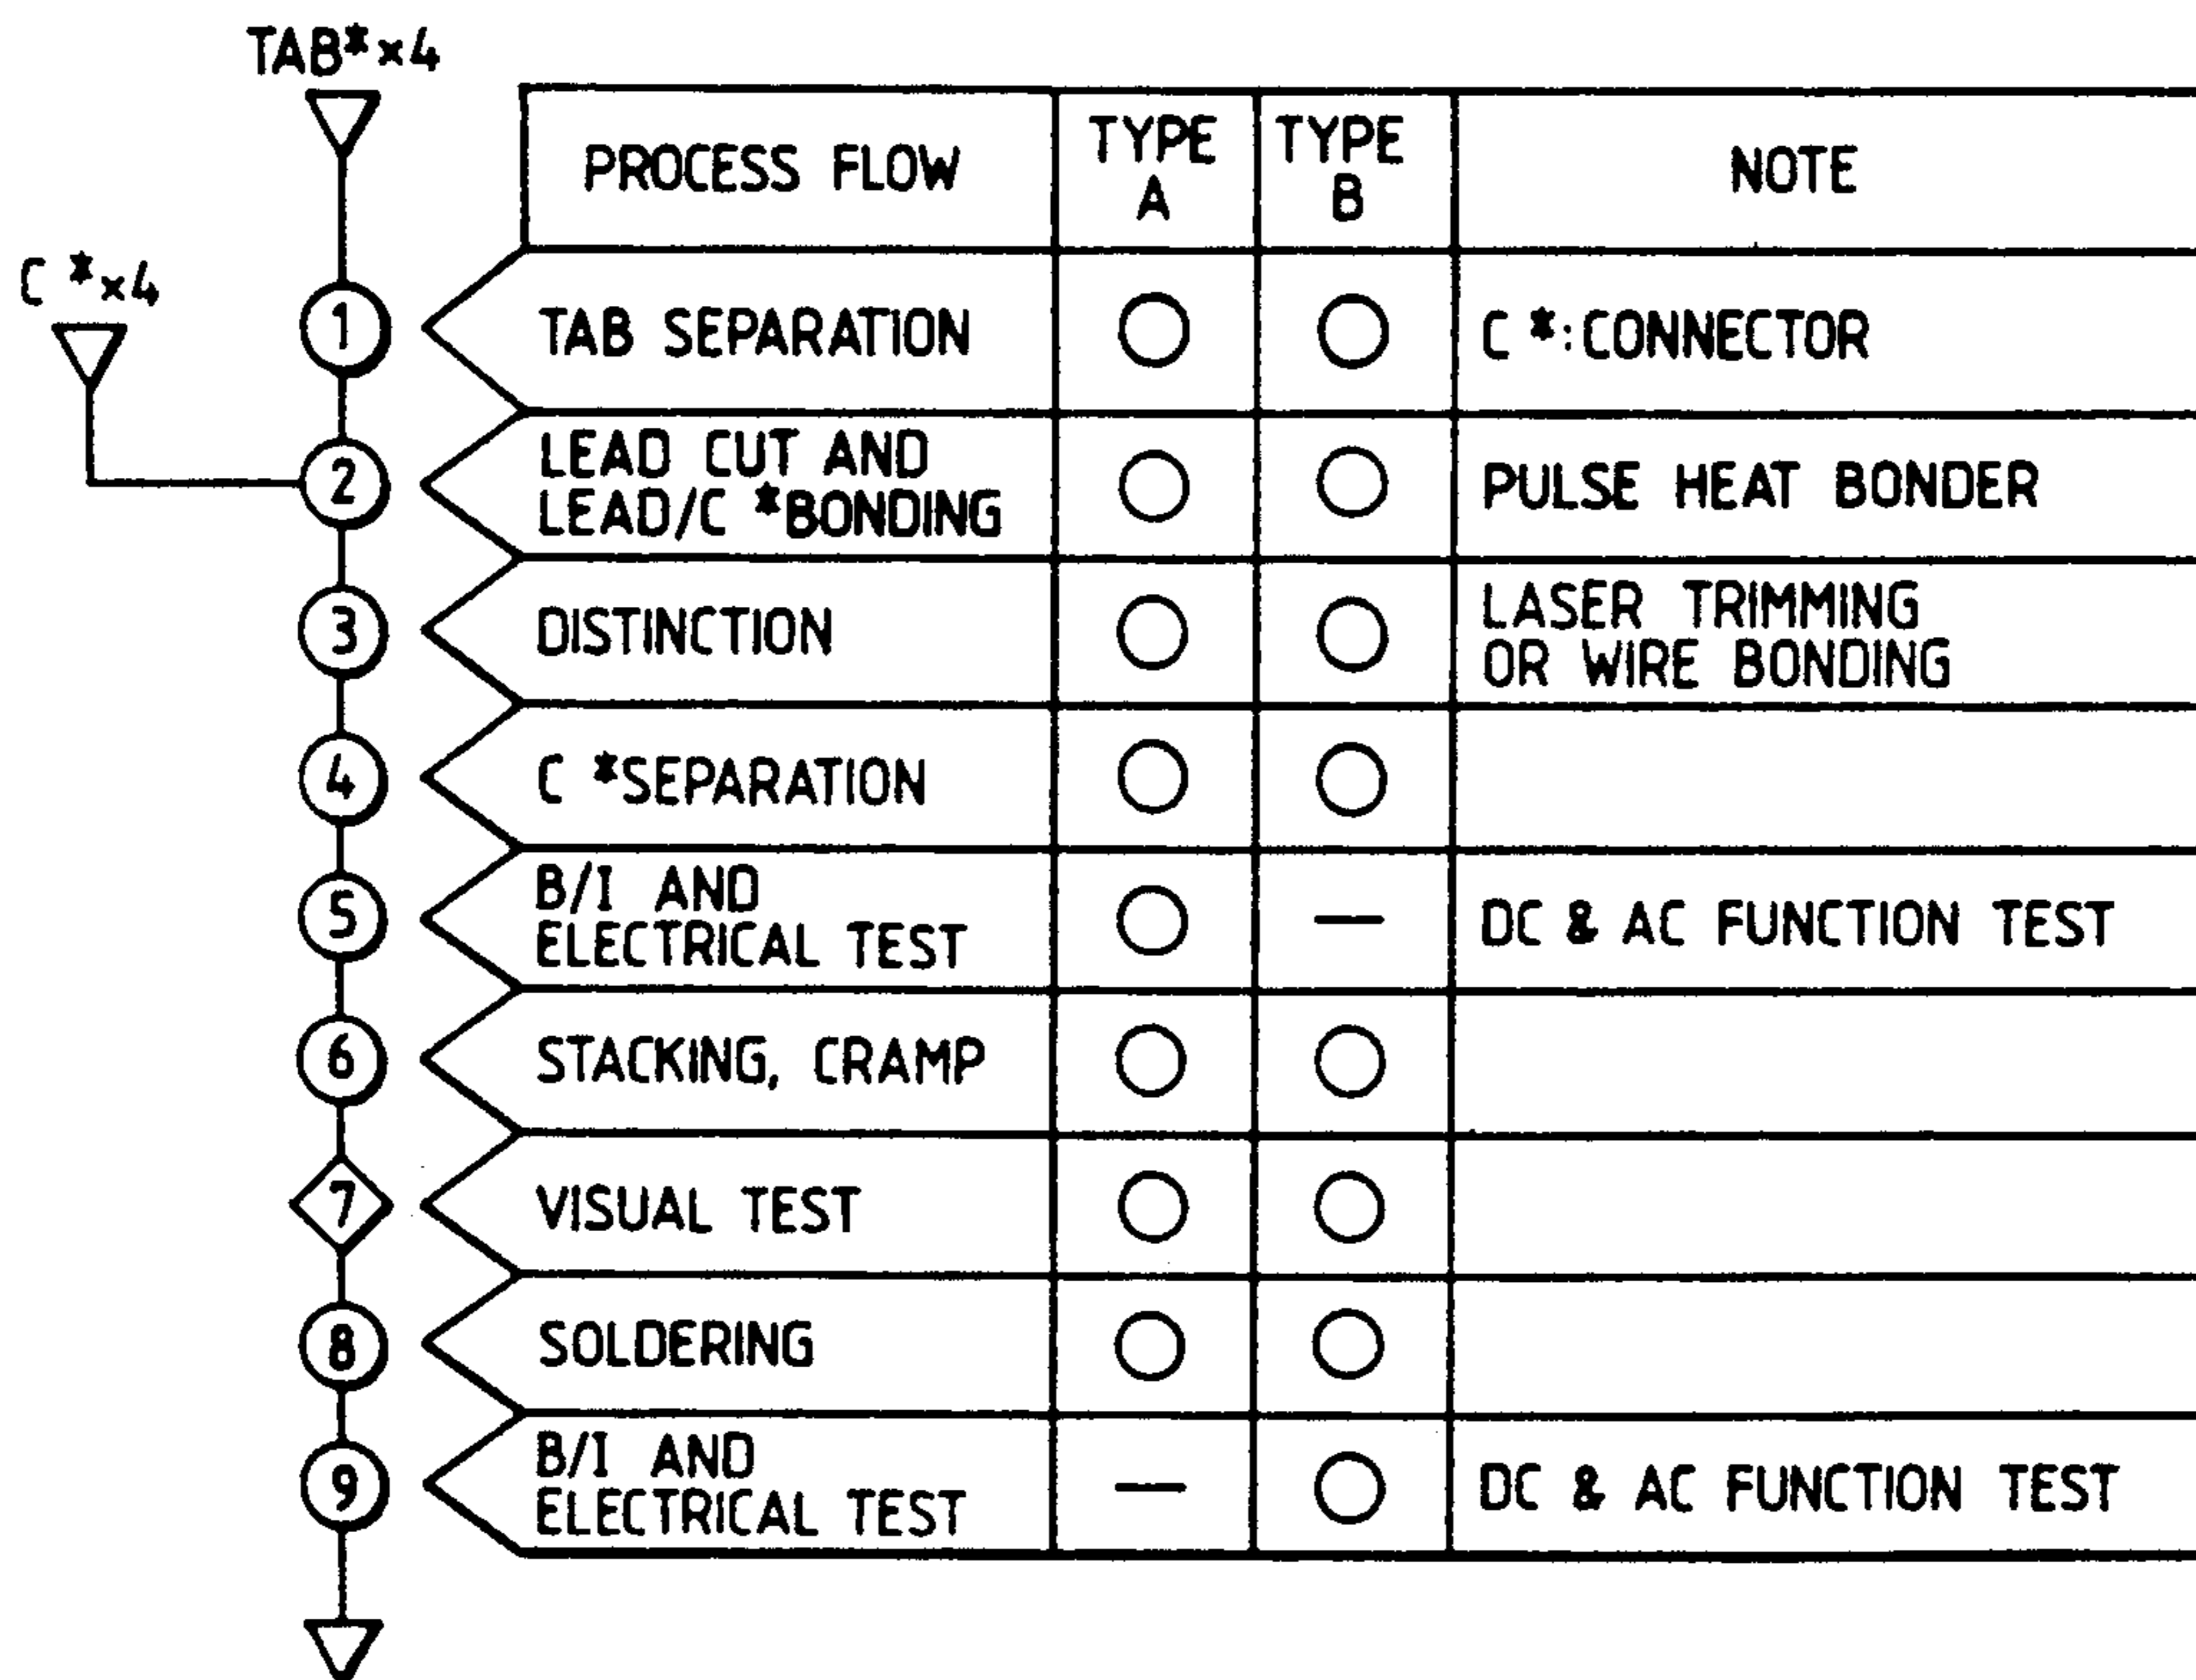 TAB*×4
PROCESS FLOW
TYPE
A
TYPE
B
NOTE
C *×4
1
TAB SEPARATION
C *:CONNECTOR
2
LEAD CUT AND
LEAD/C *BONDING
PULSE HEAT BONDER
3
DISTINCTION
LASER TRIMMING
OR WIRE BONDING
4
C *SEPARATION
5
B/I AND
ELECTRICAL TEST
—
DC & AC FUNCTION TEST
6
STACKING, CRAMP
7
VISUAL TEST
8
SOLDERING
9
B/I AND
ELECTRICAL TEST
—
DC & AC FUNCTION TEST